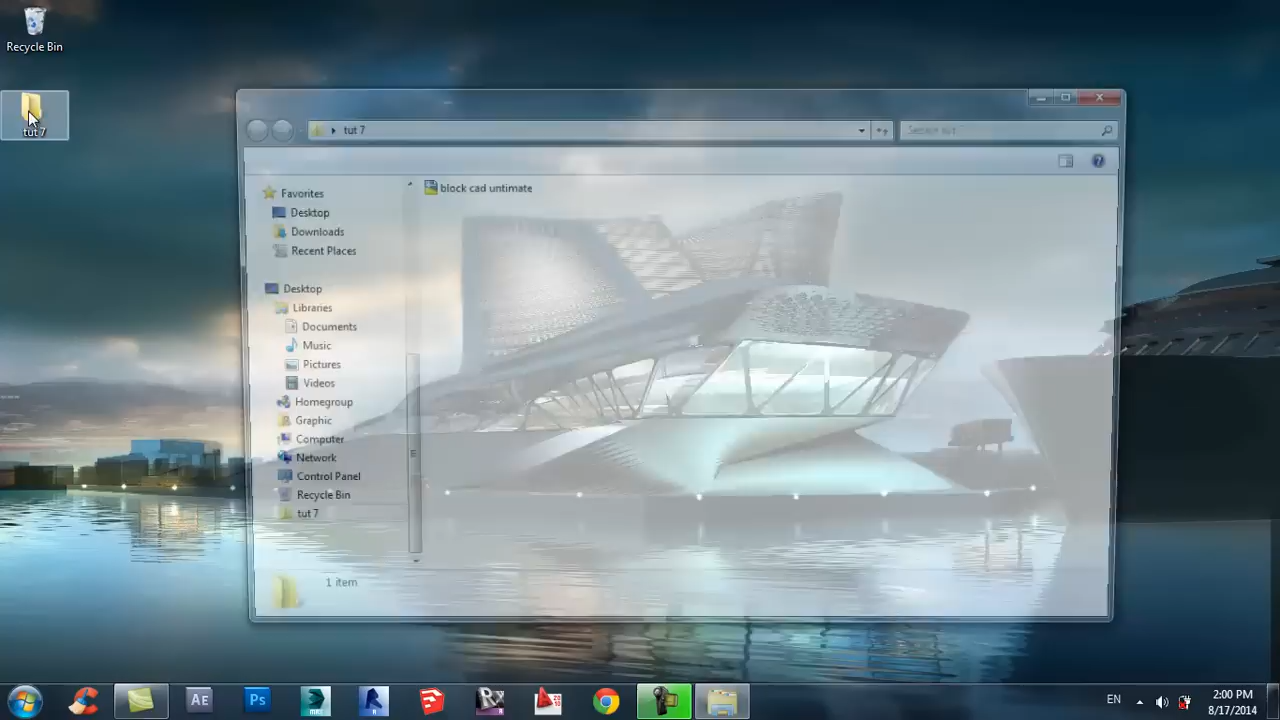 Recycle Bin
tut 7
tut 7
block cad untimate
Favorites
Desktop
Downloads
Recent Places
Desktop
Libraries
Documents
Music
Pictures
Videos
Homegroup
Graphic
Computer
Network
Control Panel
Recycle Bin
tut 7
1 item
AE
Ps
EN
2:00 PM
8/17/2014